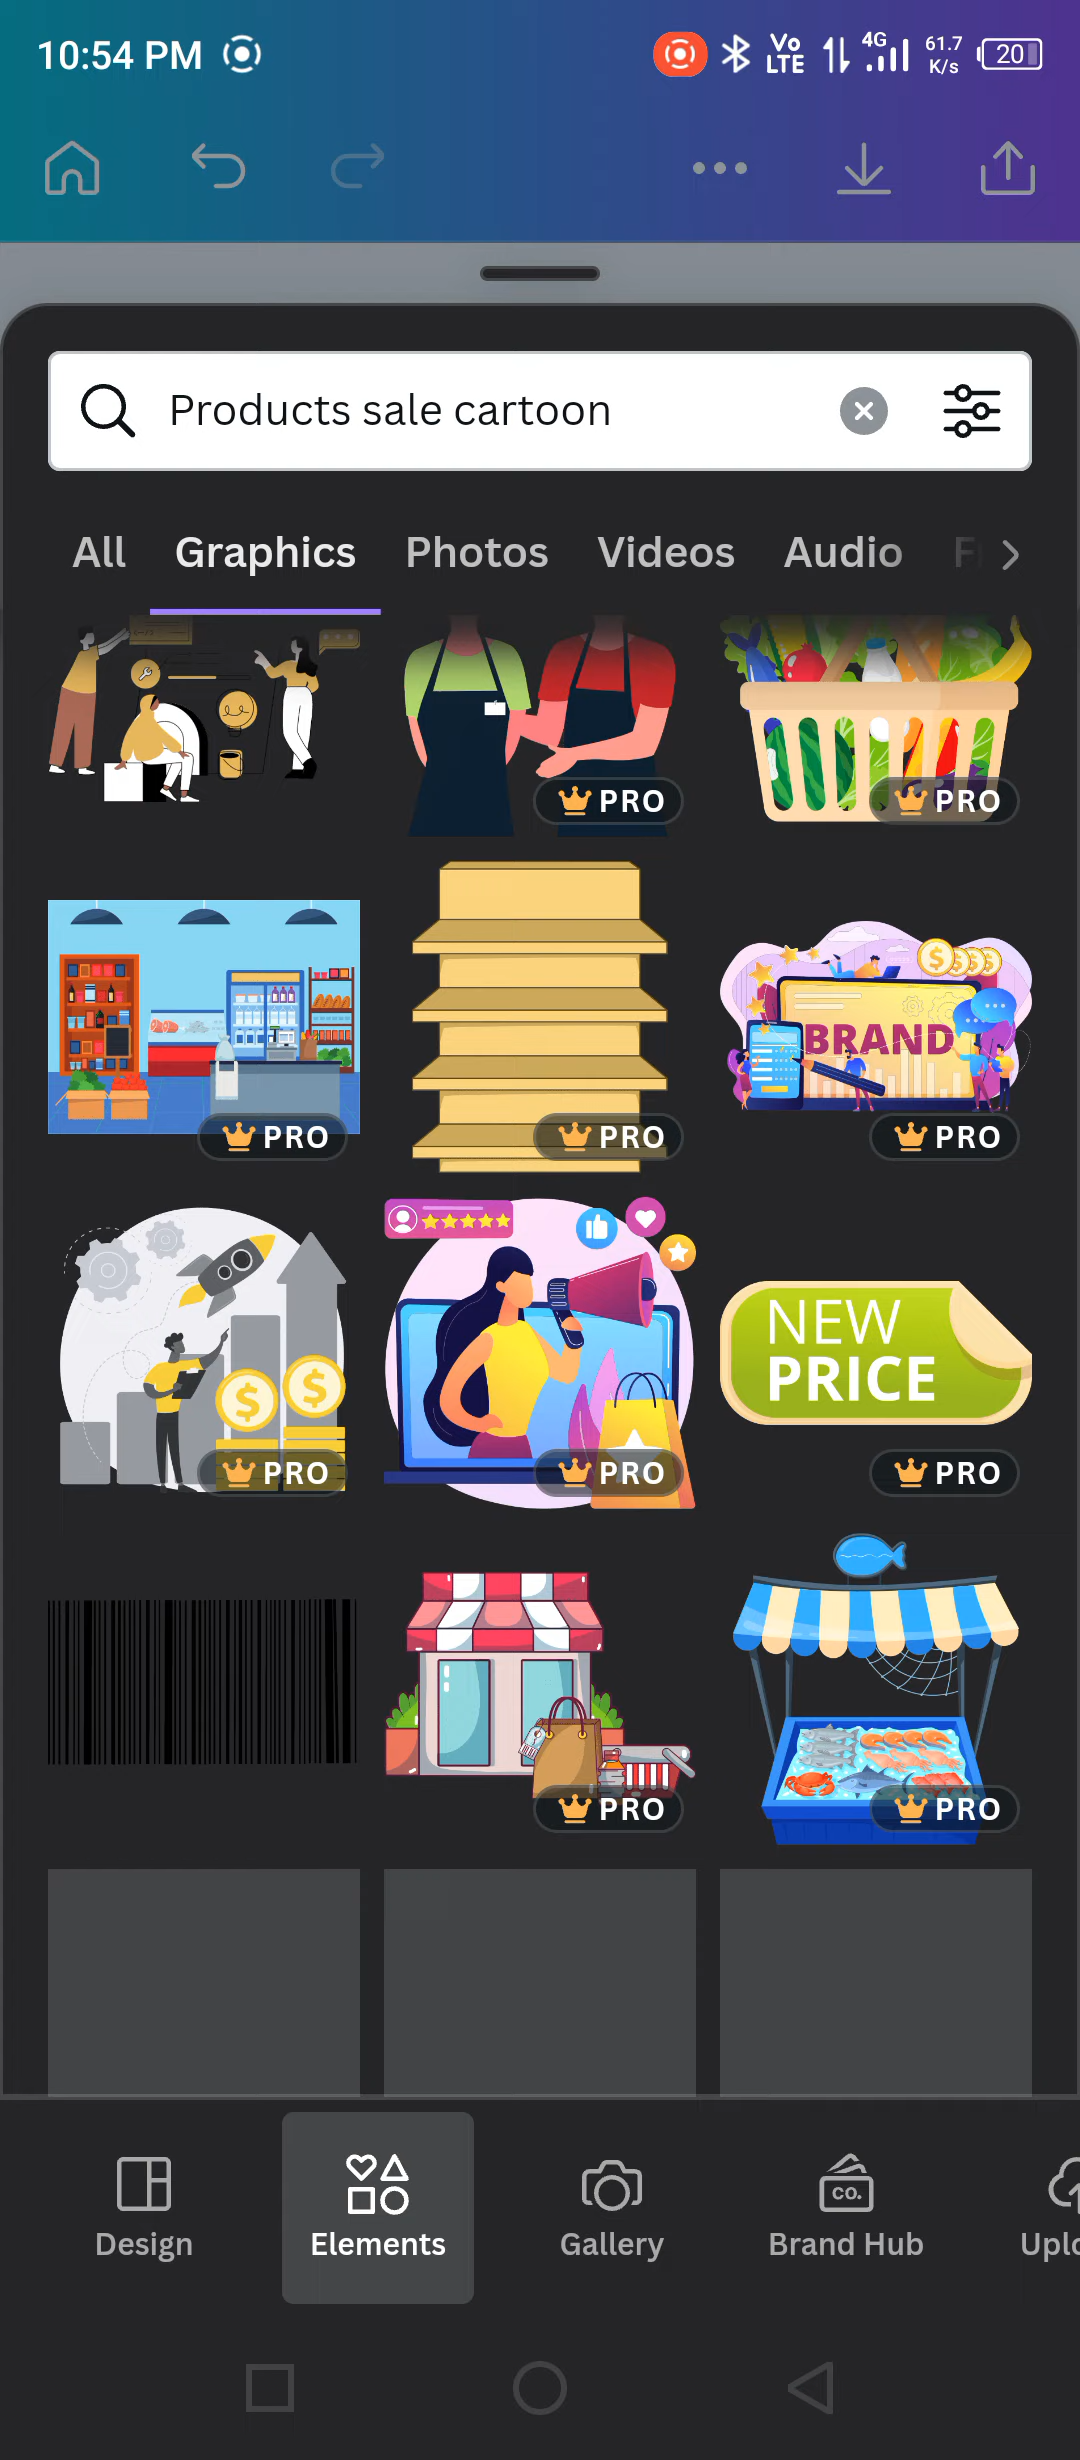 10:54 PM
Vo LTE 4G 61.7 K/s 20
Products sale cartoon
All Graphics Photos Videos Audio
PRO PRO
BRAND
PRO PRO PRO
NEW
PRICE
PRO PRO PRO
PRO PRO
co.
Design Elements Gallery Brand Hub Uplo